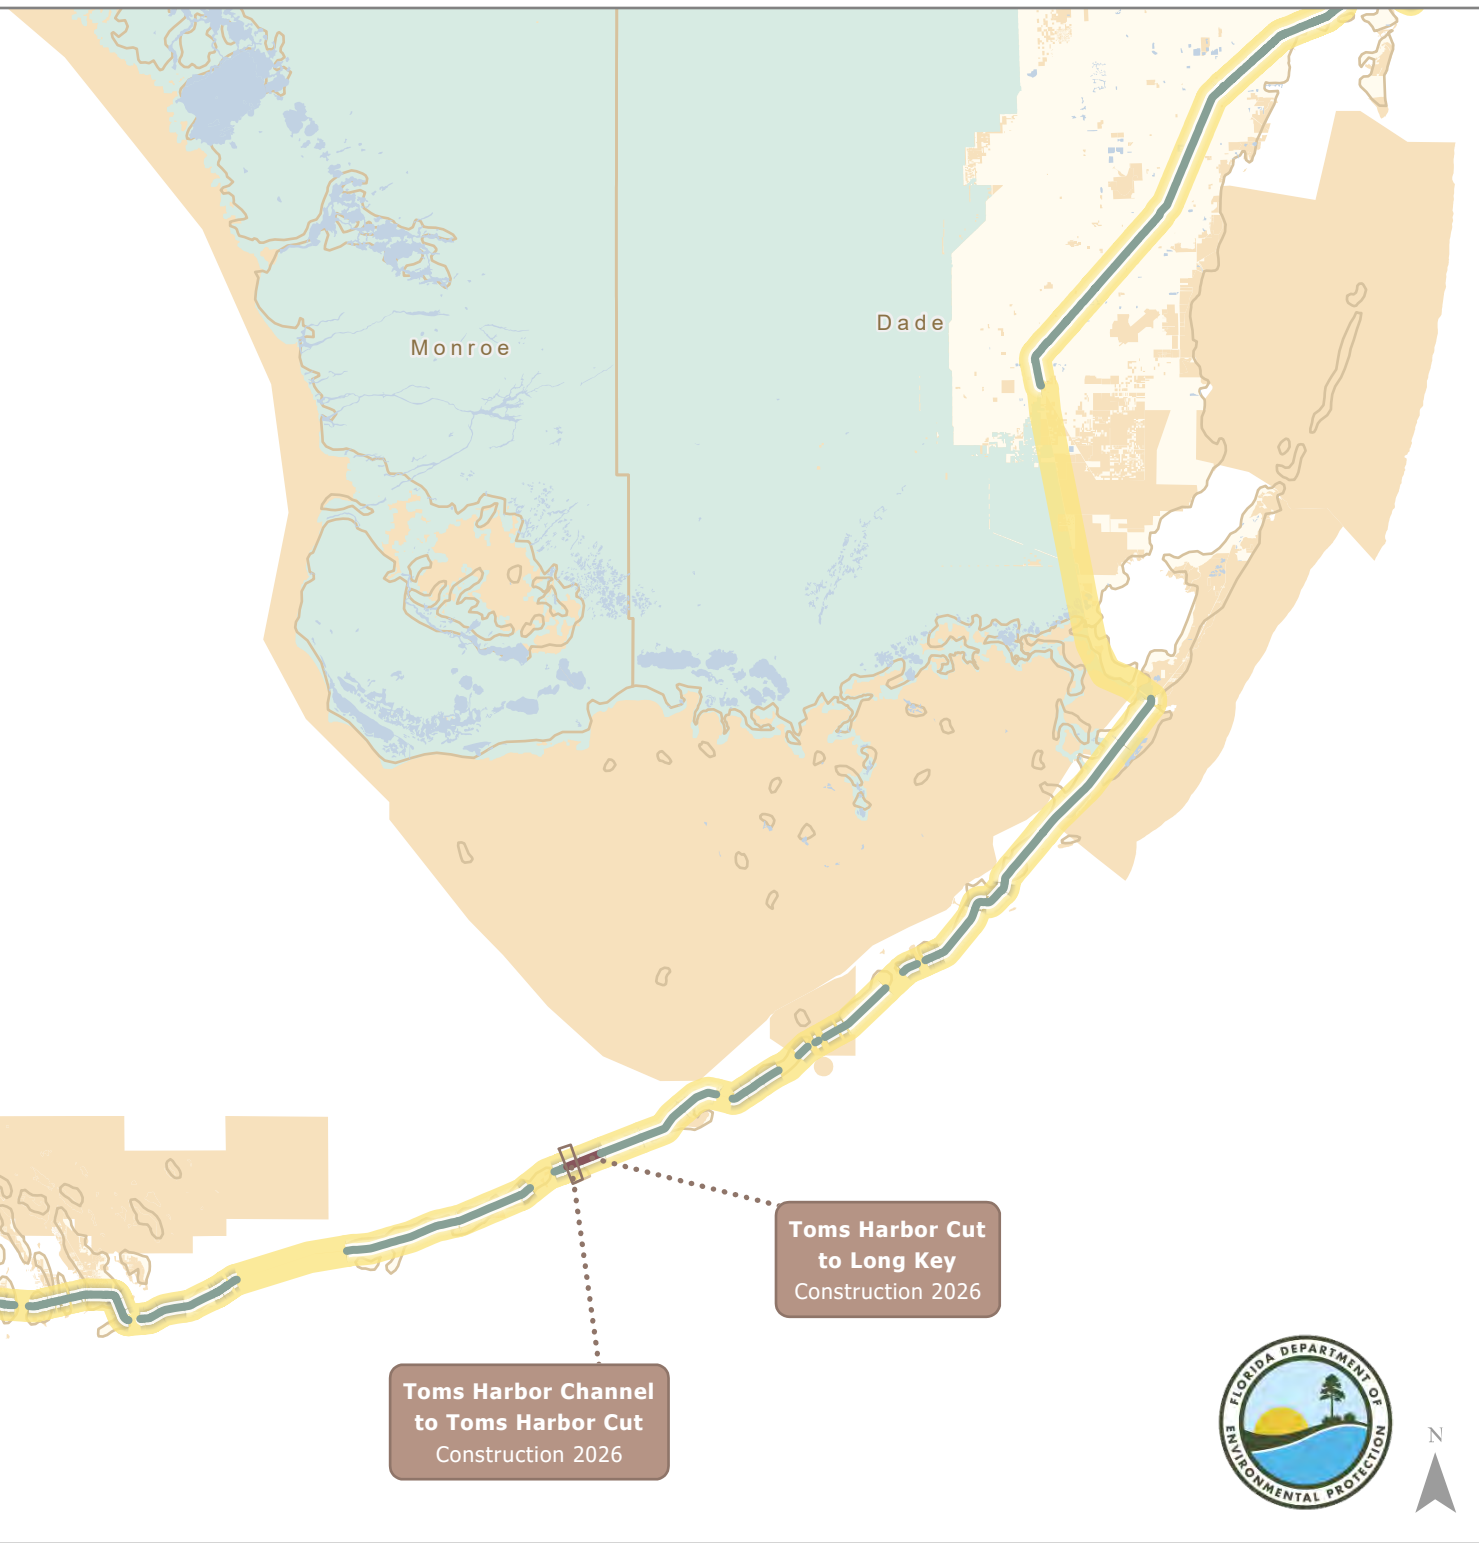 Dade
Monroe
Toms Harbor Cut
to Long Key
Construction 2026
Toms Harbor Channel
to Toms Harbor Cut
Construction 2026
FLORIDA DEPARTMENT OF
ENVIRONMENTAL PROTECTION
N